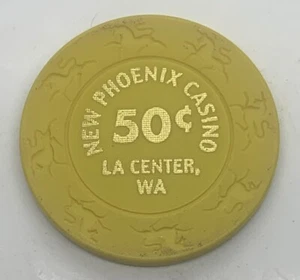 NEW PHOENIX CASINO
50¢
LA CENTER,
WA